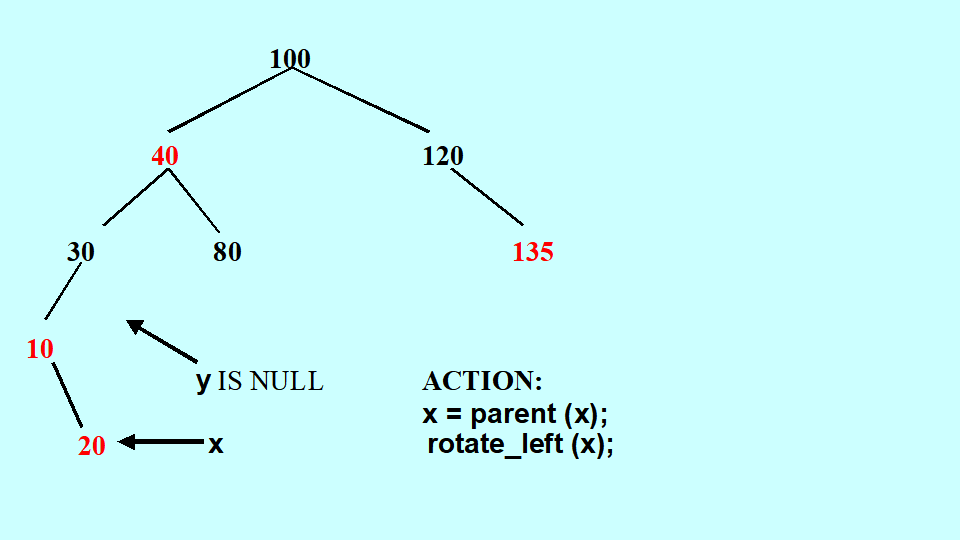 100
40
120
30
80
135
10
y IS NULL
ACTION:
x = parent (x);
20
x
rotate_left (x);